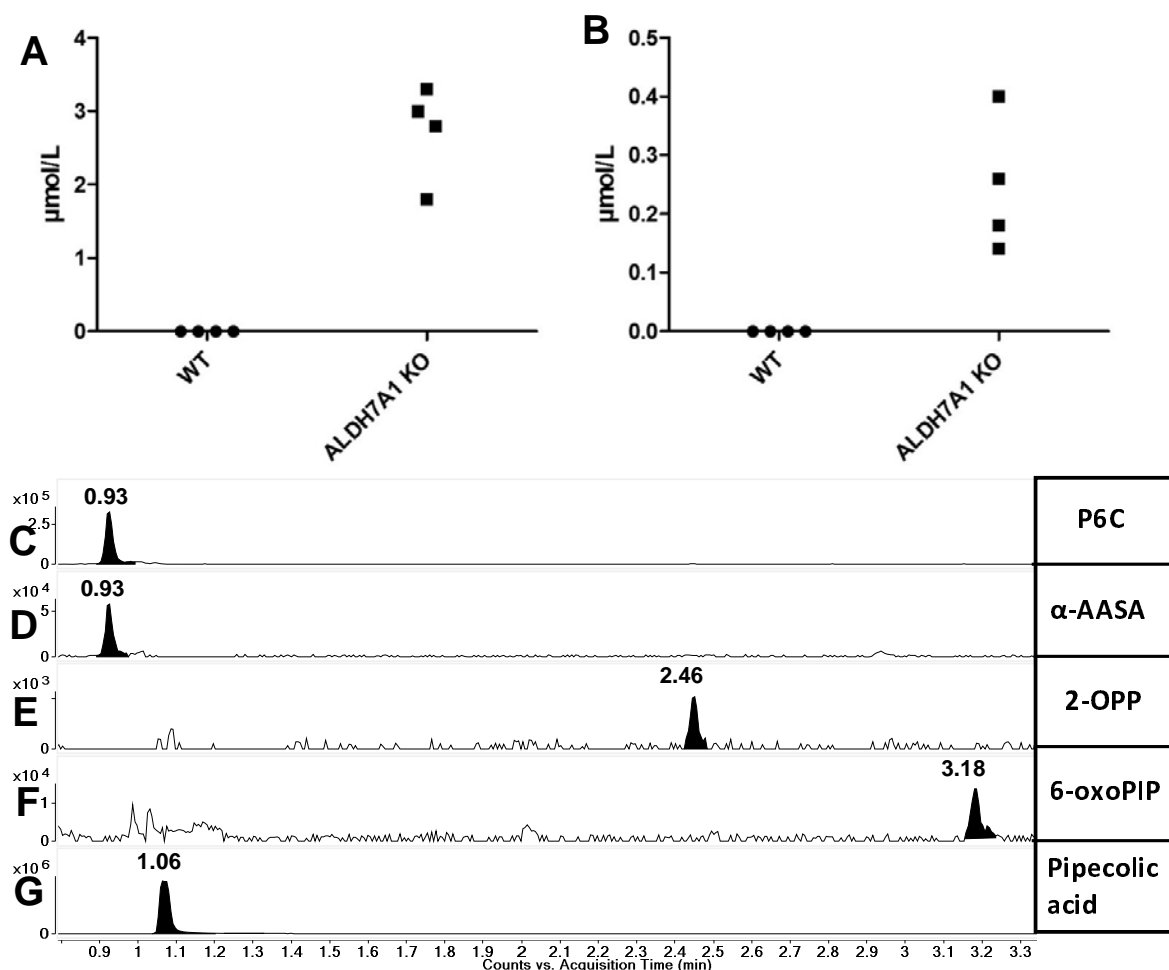 A
4
3
2
1
0
µmol/L
WT
ALDH7A1 KO
B
0.5
0.4
0.3
0.2
0.1
0.0
µmol/L
WT
ALDH7A1 KO
C
x10 5
2.5
0
0.93
P6C
D
x10 4
5
0
0.93
α-AASA
E
x10 3
0
2.46
2-OPP
F
x10 4
1
0
3.18
6-oxoPIP
G
x10 6
0
1.06
Pipecolic
acid
0.9 1 1.1 1.2 1.3 1.4 1.5 1.6 1.7 1.8 1.9 2 2.1 2.2 2.3 2.4 2.5 2.6 2.7 2.8 2.9 3 3.1 3.2 3.3
Counts vs. Acquisition Time (min)